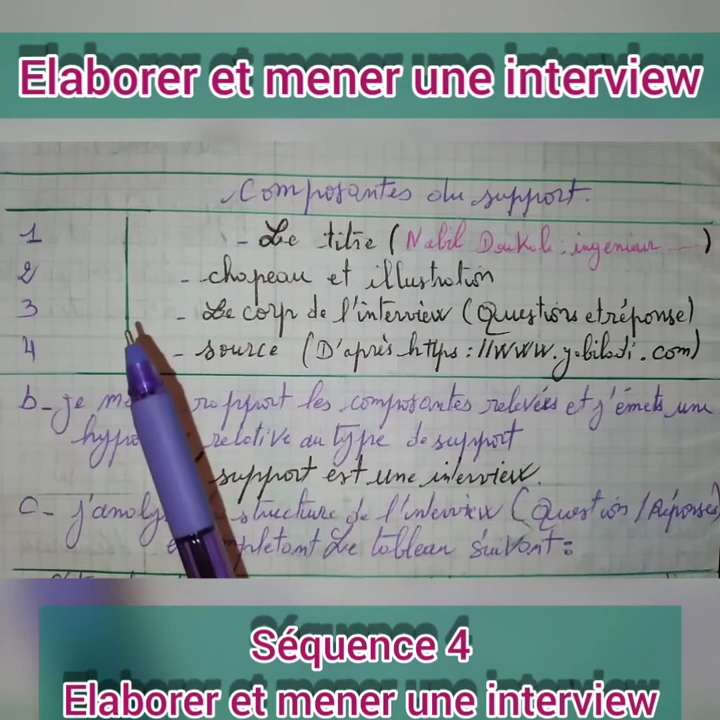 Elaborer et mener une interview
Composantes du support.
1 - Le titre (Nabil Doukali : ingenieur ---)
2 - chapeau et illustration
3 - Le corp de l'interview (Questions et réponse)
4 - source (D'après https://www.yabiladi.com)
b- je me rapport les composantes relevées et j'émets une
hypo relative au type de support
support est une interview.
c- j'analy structure de l'interview (Question/Réponses)
en complétant Le tableau suivant:
Séquence 4
Elaborer et mener une interview